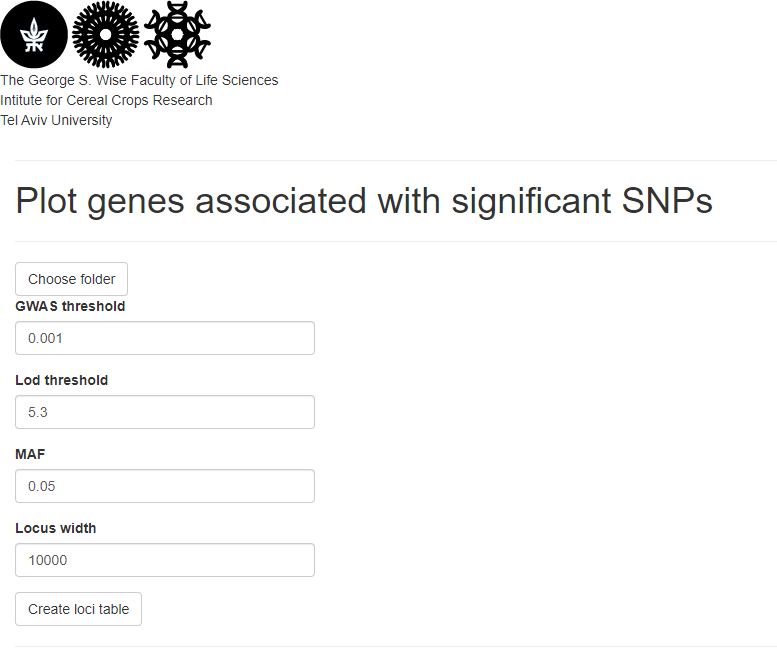 The George S. Wise Faculty of Life Sciences
Intitute for Cereal Crops Research
Tel Aviv University
Plot genes associated with significant SNPs
Choose folder
GWAS threshold
0.001
Lod threshold
5.3
MAF
0.05
Locus width
10000
Create loci table